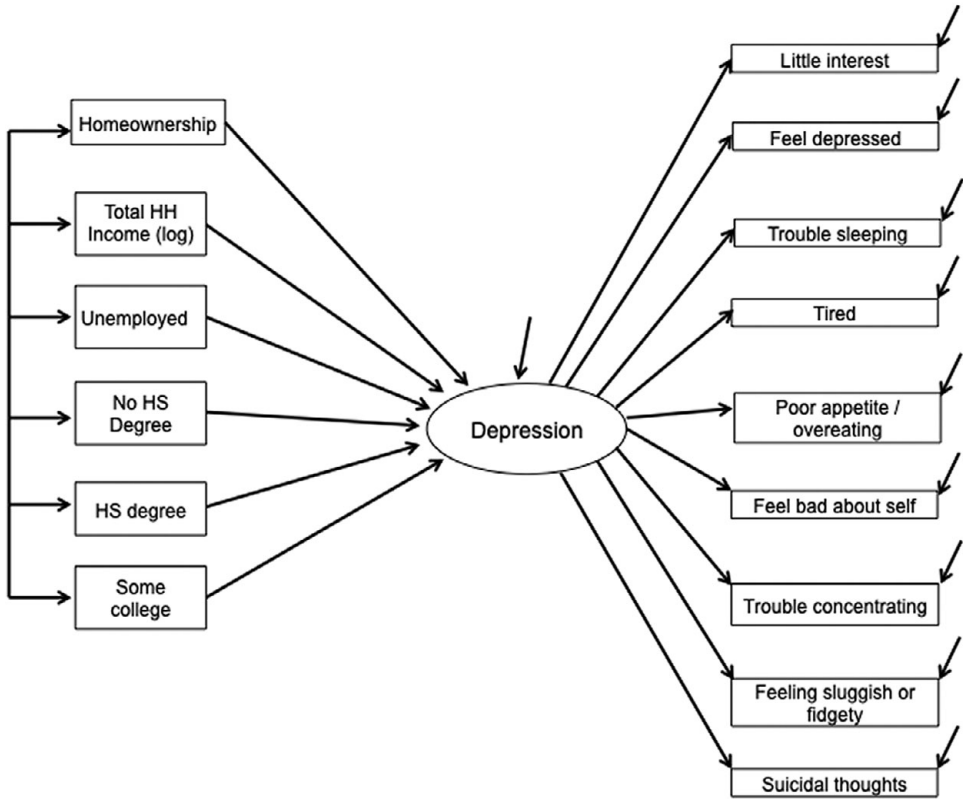 Homeownership
Total HH
Income (log)
Unemployed
No HS
Degree
HS degree
Some
college
Depression
Little interest
Feel depressed
Trouble sleeping
Tired
Poor appetite /
overeating
Feel bad about self
Trouble concentrating
Feeling sluggish or
fidgety
Suicidal thoughts